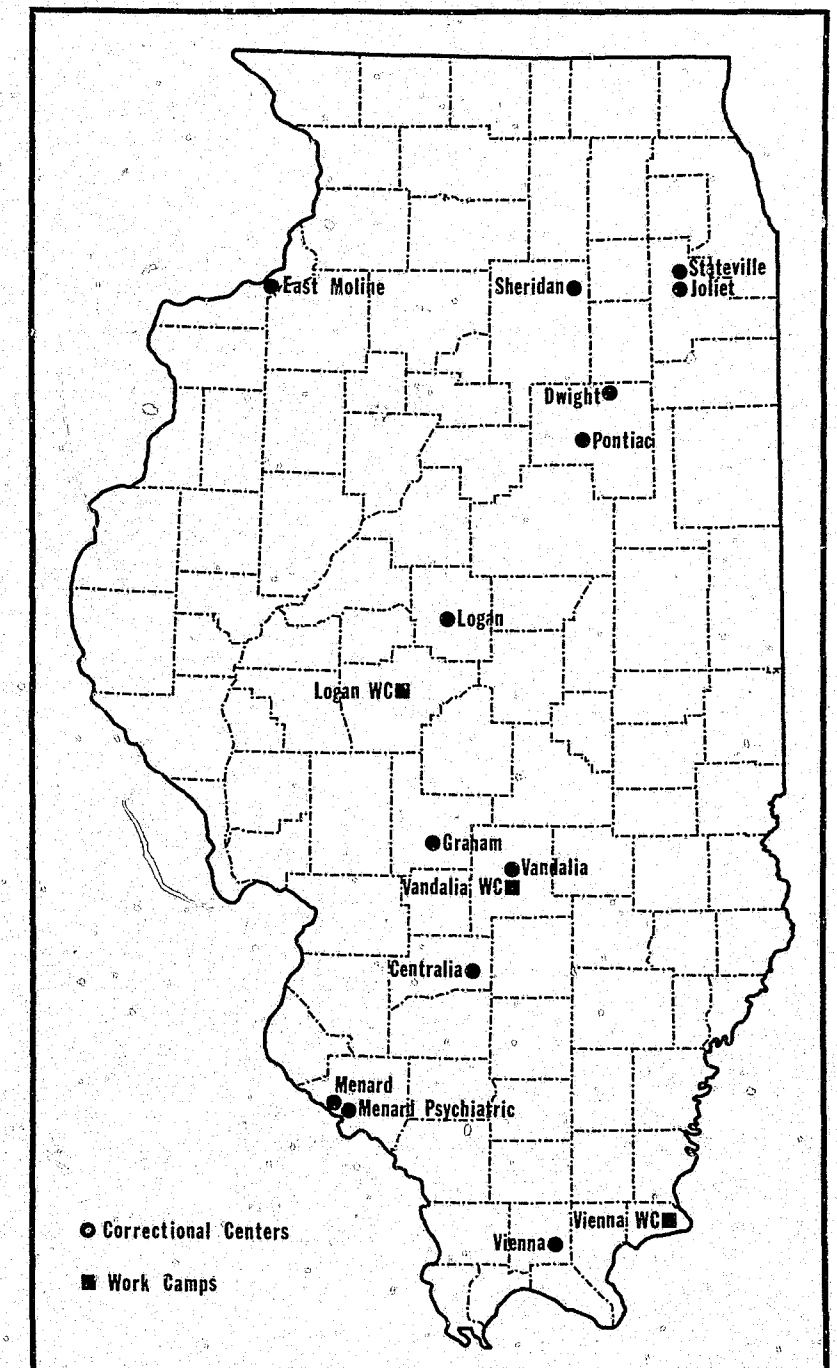 Stateville
East Moline
Sheridan
Joliet
Dwight
Pontiac
Logan
Logan WC
Graham
Vandalia
Vandalia WC
Centralia
Menard
Menard Psychiatric
Vienna WC
Vienna
Correctional Centers
Work Camps